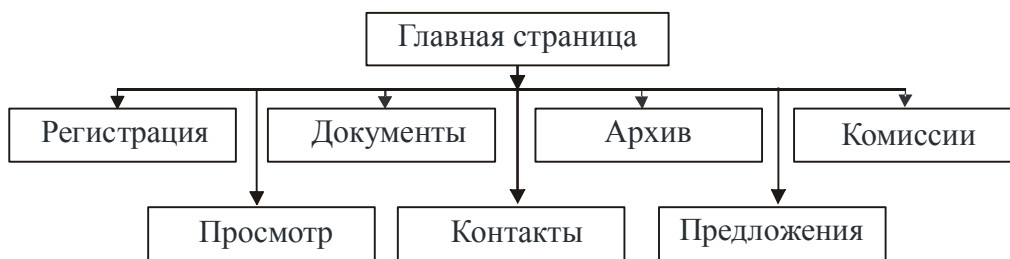 Главная страница
Регистрация
Документы
Архив
Комиссии
Просмотр
Контакты
Предложения